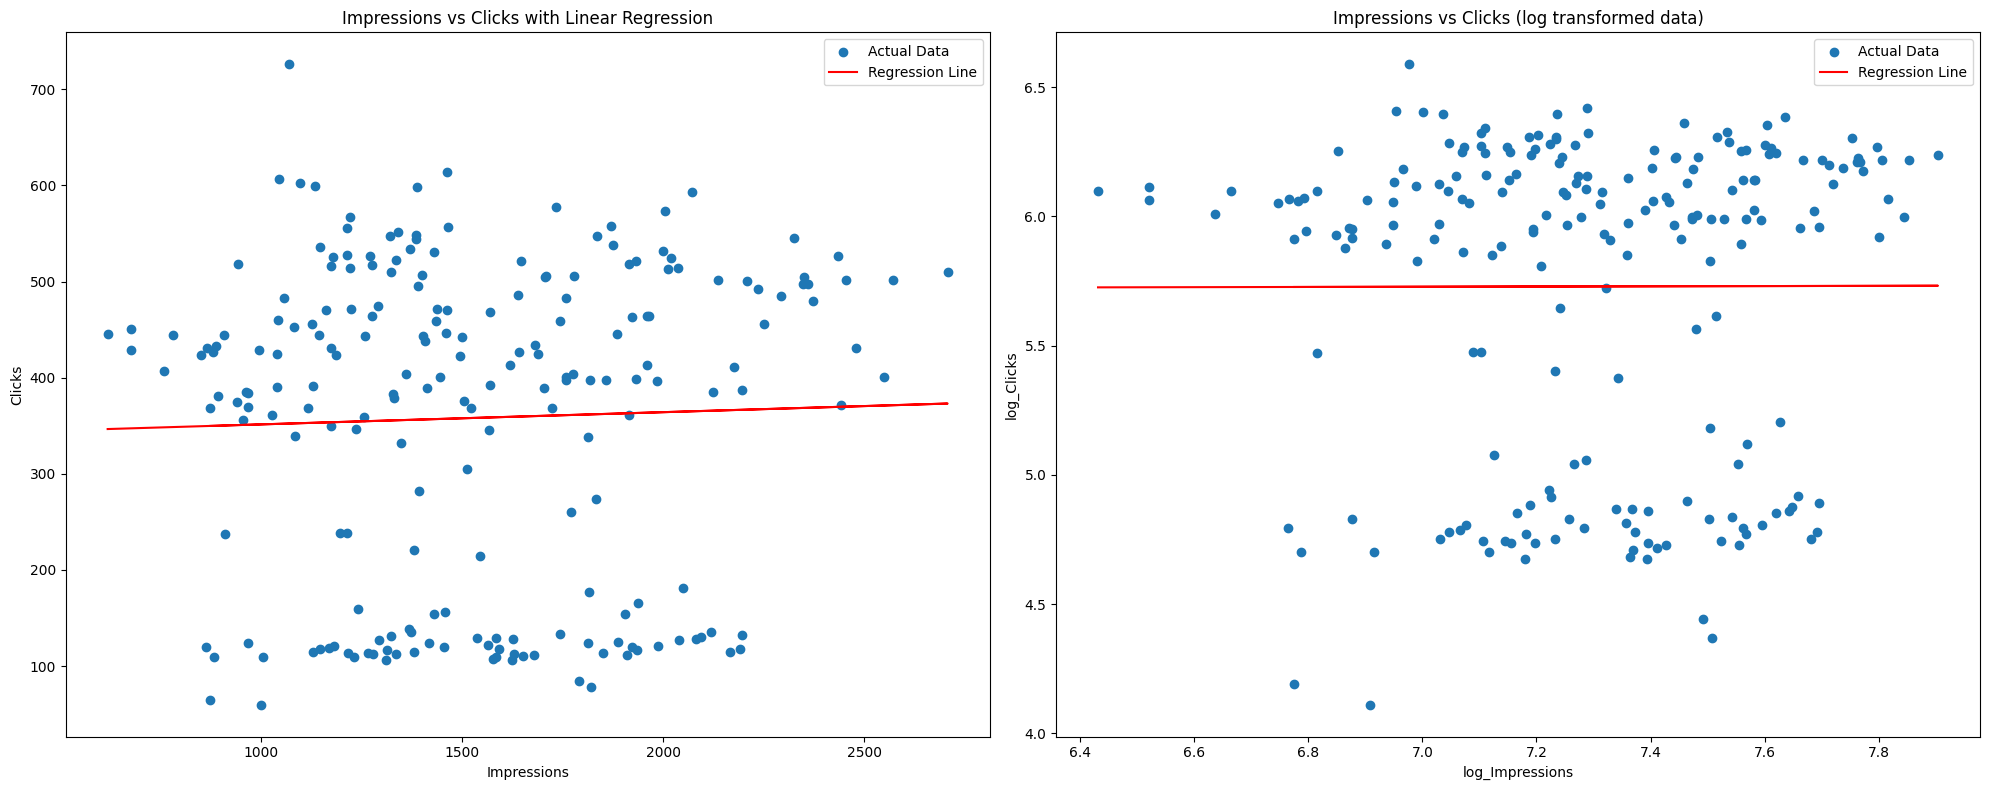 Impressions vs Clicks with Linear Regression
Actual Data
Regression Line
Clicks
700
600
500
400
300
200
100
1000
1500
2000
2500
Impressions
Impressions vs Clicks (log transformed data)
Actual Data
Regression Line
log_Clicks
6.5
6.0
5.5
5.0
4.5
4.0
6.4
6.6
6.8
7.0
7.2
7.4
7.6
7.8
log_Impressions